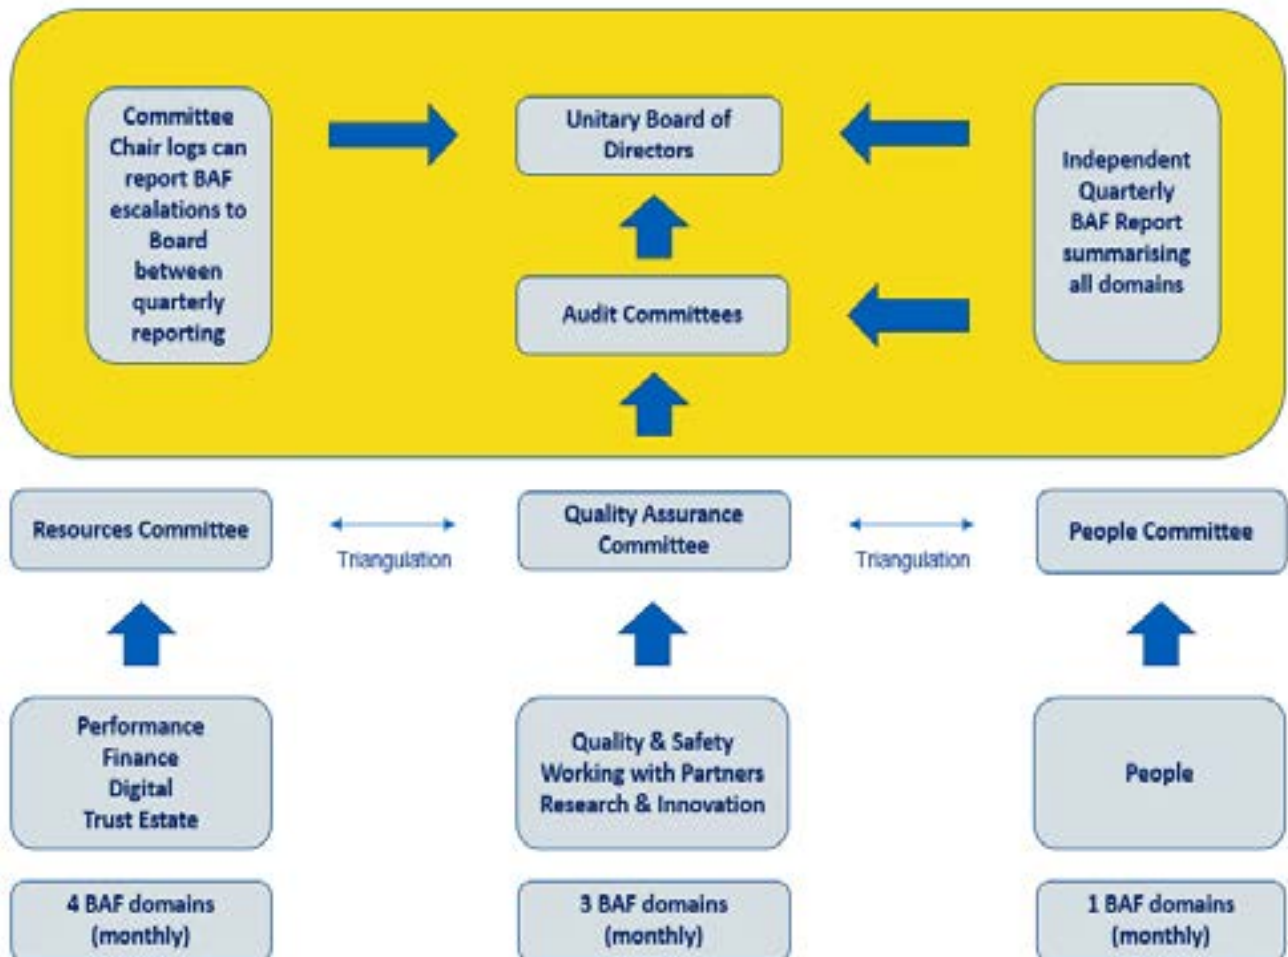 Committee
Chair logs can
report BAF
escalations to
Board
between
quarterly
reporting
Unitary Board of
Directors
Independent
Quarterly
BAF Report
summarising
all domains
Audit Committees
Resources Committee
Triangulation
Quality Assurance
Committee
Triangulation
People Committee
Performance
Finance
Digital
Trust Estate
Quality & Safety
Working with Partners
Research & Innovation
People
4 BAF domains
(monthly)
3 BAF domains
(monthly)
1 BAF domains
(monthly)